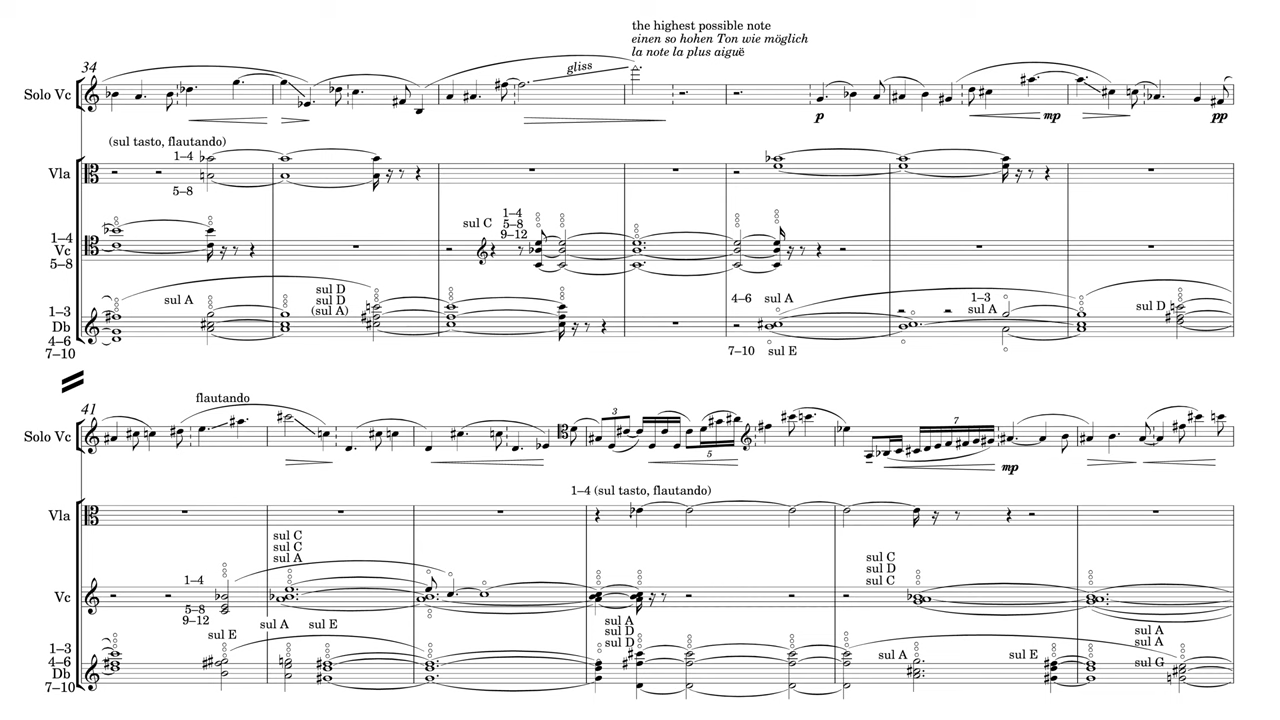 the highest possible note
einen so hohen Ton wie möglich
la note la plus aiguë
34
gliss
Solo Vc
p
mp
pp
(sul tasto, flautando)
1–4
Vla
5–8
1–4
sul C
5–8
9–12
1–4
Vc
5–8
sul D
sul A
sul D
4–6
sul A
1–3
1–3
(sul A)
sul A
sul D
Db
4–6
7–10
7–10
sul E
41
flautando
3
7
Solo Vc
5
mp
1–4 (sul tasto, flautando)
Vla
sul C
sul C
sul C
sul D
sul A
sul C
1–4
Vc
5–8
9–12
sul A
sul E
sul A
sul E
sul D
sul A
1–3
sul D
sul A
4–6
sul A
sul E
sul G
Db
7–10